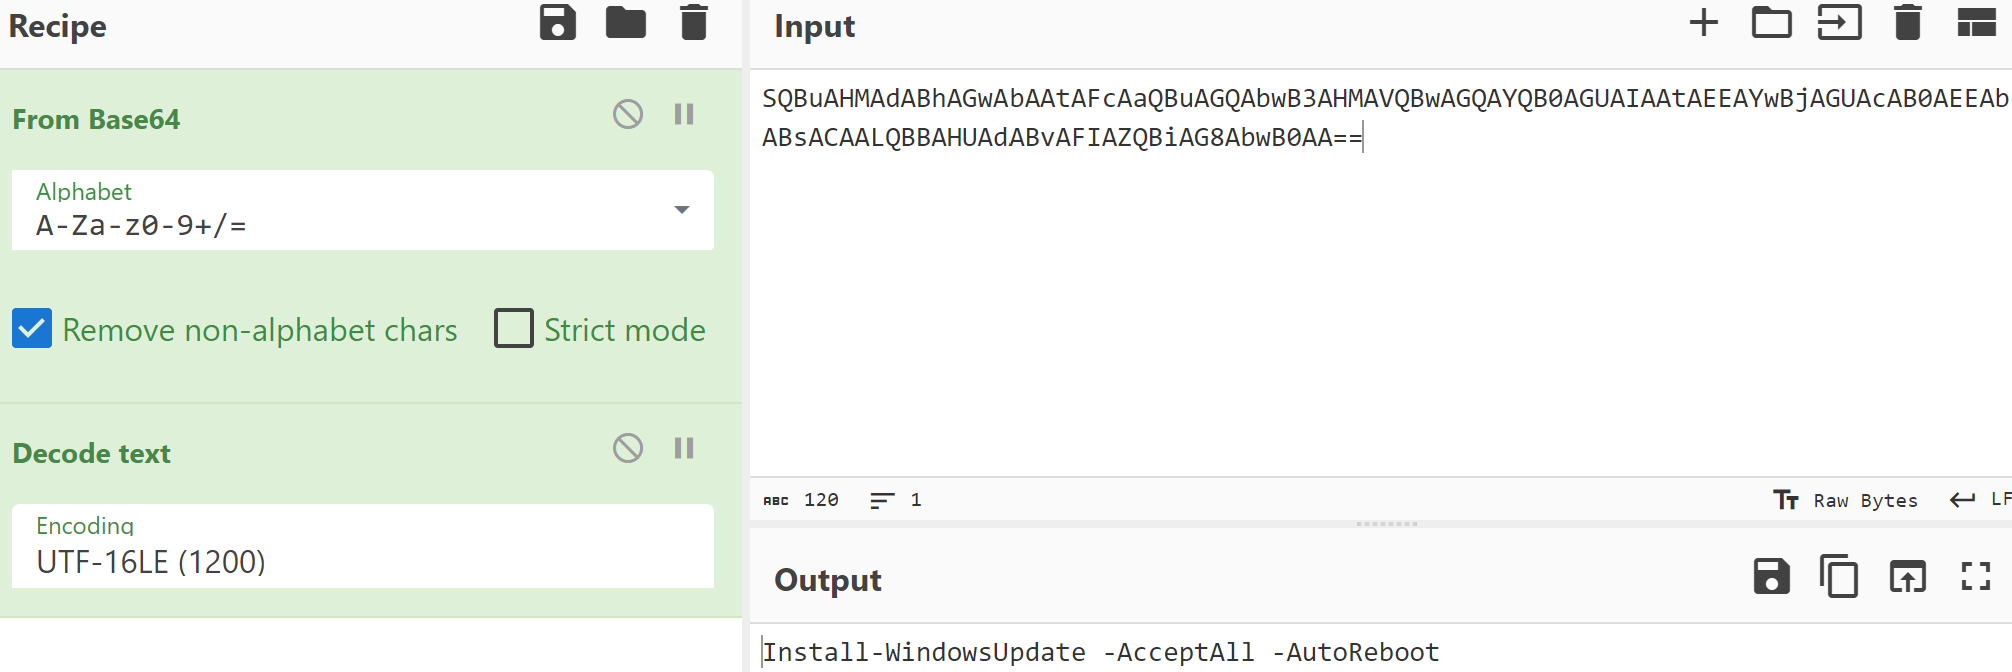 Recipe
From Base64
Alphabet
A-Za-z0-9+/=
Remove non-alphabet chars
Strict mode
Decode text
Encoding
UTF-16LE (1200)
Input
SQBuAHMAdABhAGwAbAAtAFcAaQBuAGQAbwB3AHMAVQBwAGQAYQB0AGUAIAAtAEEAYwBjAGUAcAB0AEEAb
ABsACAALQBBAHUAdABvAFIAZQBiAG8AbwB0AA==
ABC 120 1
Tт Raw Bytes LF
Output
Install-WindowsUpdate -AcceptAll -AutoReboot